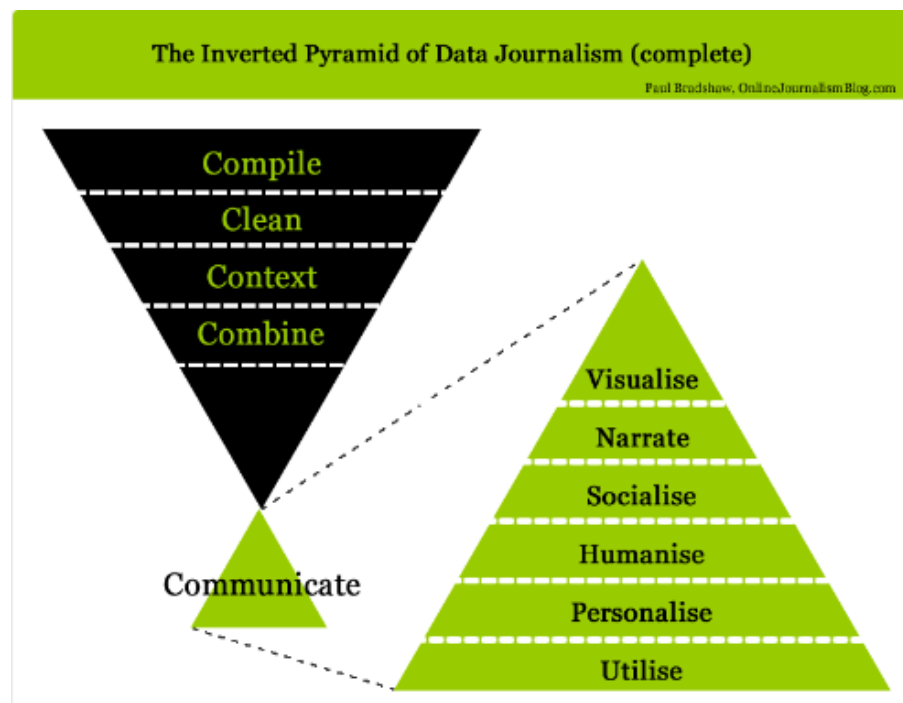 The Inverted Pyramid of Data Journalism (complete)
Paul Bradshaw, OnlineJournalismBlog.com
Compile
Clean
Context
Combine
Communicate
Visualise
Narrate
Socialise
Humanise
Personalise
Utilise